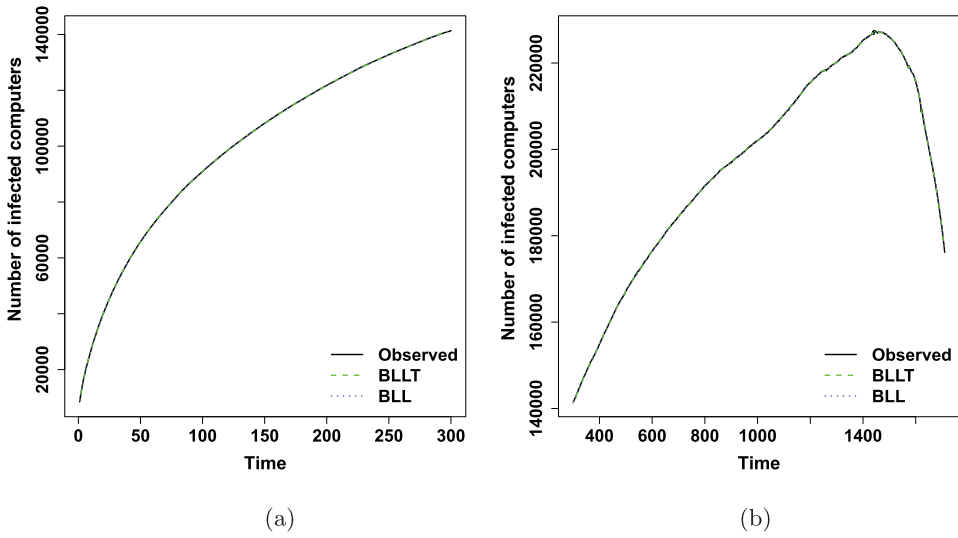 Number of infected computers
140000
100000
60000
20000
Observed
BLLT
BLL
0 50 100 150 200 250 300
Time
(a)
Number of infected computers
220000
200000
180000
160000
140000
Observed
BLLT
BLL
400 600 800 1000 1400
Time
(b)